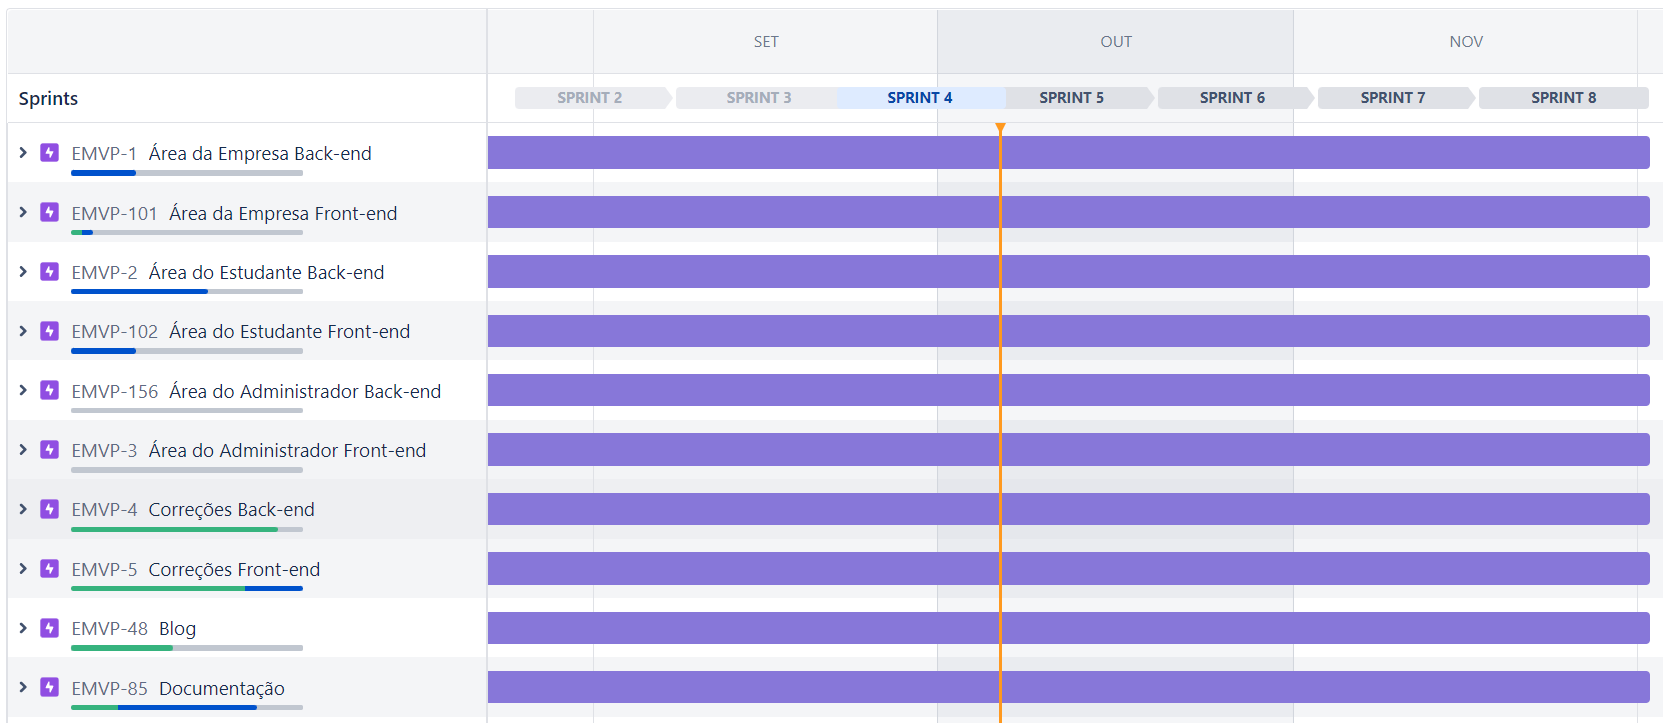 SET OUT NOV
Sprints SPRINT 2 SPRINT 3 SPRINT 4 SPRINT 5 SPRINT 6 SPRINT 7 SPRINT 8
EMVP-1 Área da Empresa Back-end
EMVP-101 Área da Empresa Front-end
EMVP-2 Área do Estudante Back-end
EMVP-102 Área do Estudante Front-end
EMVP-156 Área do Administrador Back-end
EMVP-3 Área do Administrador Front-end
EMVP-4 Correções Back-end
EMVP-5 Correções Front-end
EMVP-48 Blog
EMVP-85 Documentação